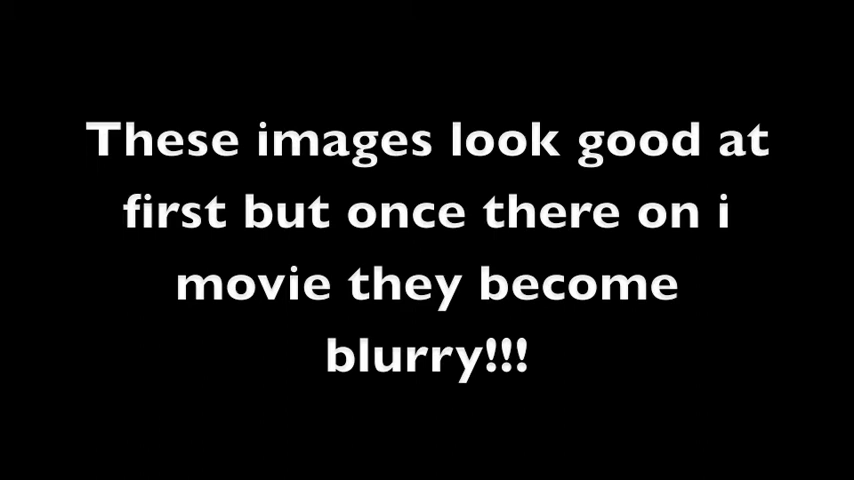 These images look good at
first but once there on i
movie they become
blurry!!!